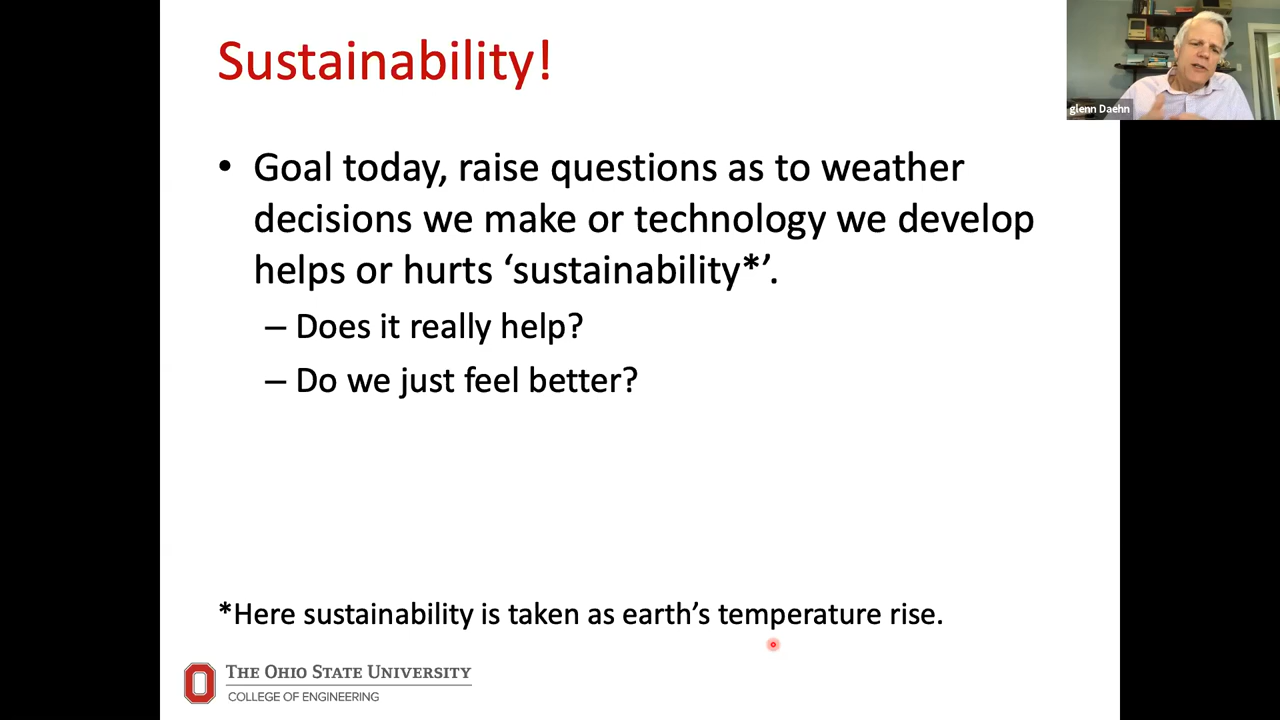 Sustainability!
glenn Daehn
• Goal today, raise questions as to weather
decisions we make or technology we develop
helps or hurts ‘sustainability*’.
– Does it really help?
– Do we just feel better?
*Here sustainability is taken as earth’s temperature rise.
THE OHIO STATE UNIVERSITY
COLLEGE OF ENGINEERING